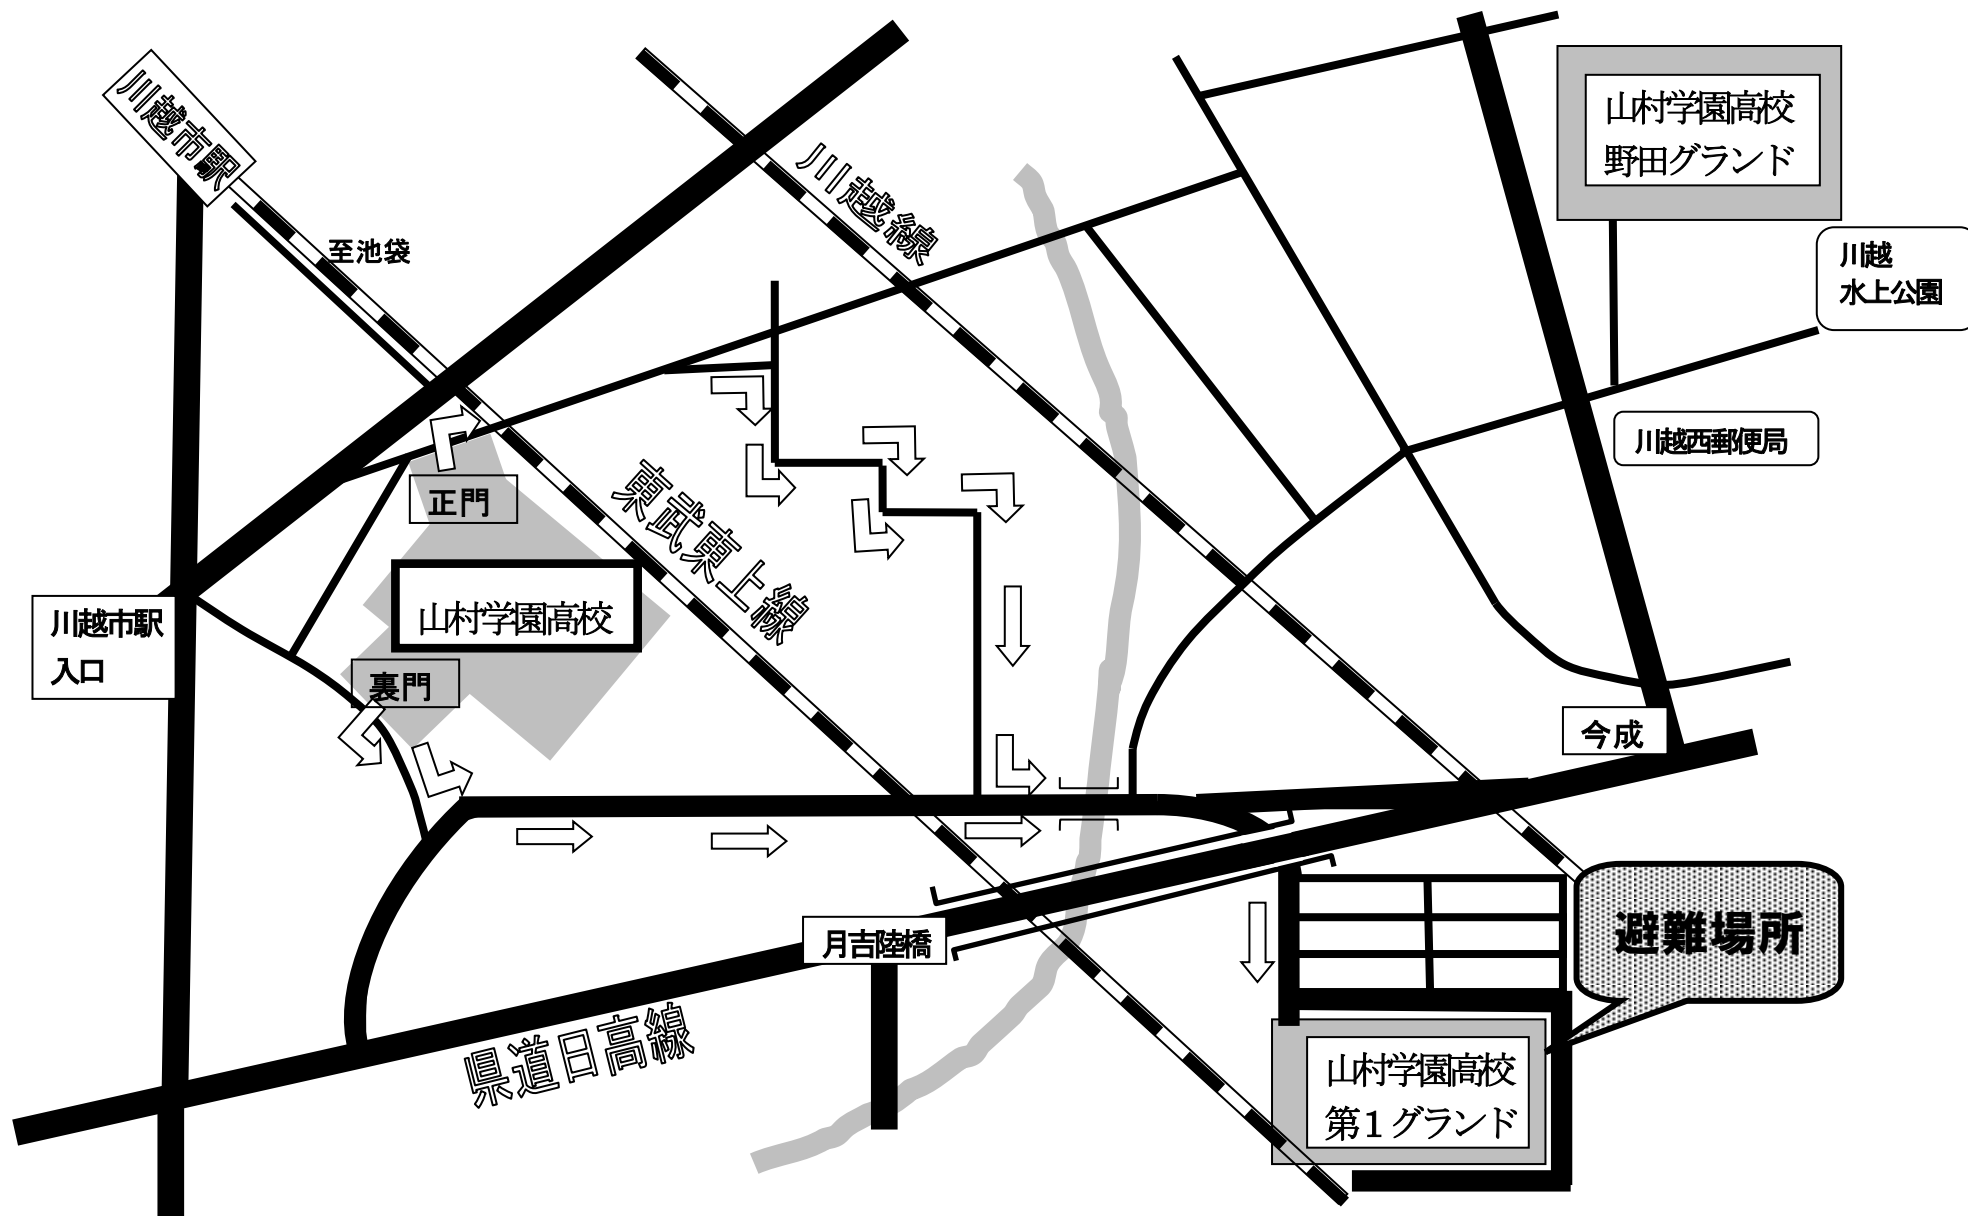 川越市駅
至池袋
川越線
山村学園高校
野田グランド
川越
水上公園
川越西郵便局
正門
東武東上線
山村学園高校
川越市駅
入口
裏門
今成
避難場所
月吉陸橋
県道日高線
山村学園高校
第１グランド